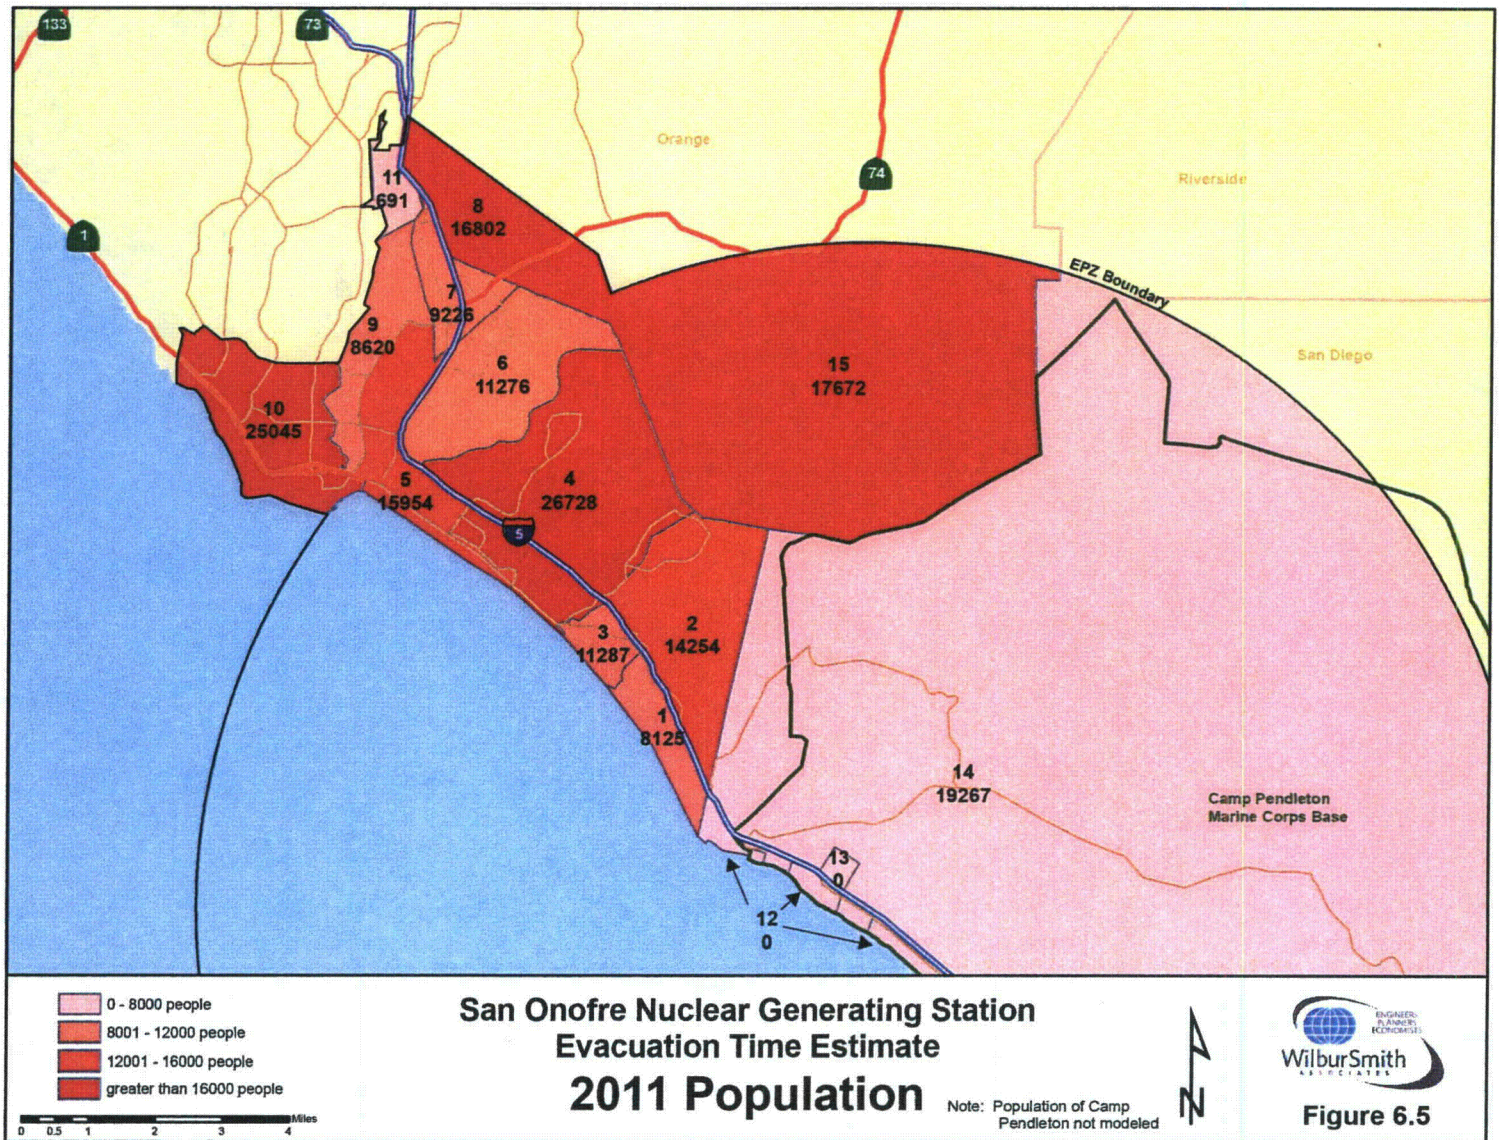 133
73
Orange
74
Riverside
1
11
691
8
16802
EPZ Boundary
7
9226
9
8620
San Diego
6
11276
15
17672
10
25045
5
15954
4
26728
5
3
11287
2
14254
1
8125
14
19267
Camp Pendleton
Marine Corps Base
13
0
12
0
0 - 8000 people
8001 - 12000 people
12001 - 16000 people
greater than 16000 people
Miles
0 0.5 1 2 3 4
San Onofre Nuclear Generating Station
Evacuation Time Estimate
2011 Population
Note: Population of Camp
Pendleton not modeled
N
ENGINEERS
PLANNERS
ECONOMISTS
WilburSmith
ASSOCIATES
Figure 6.5